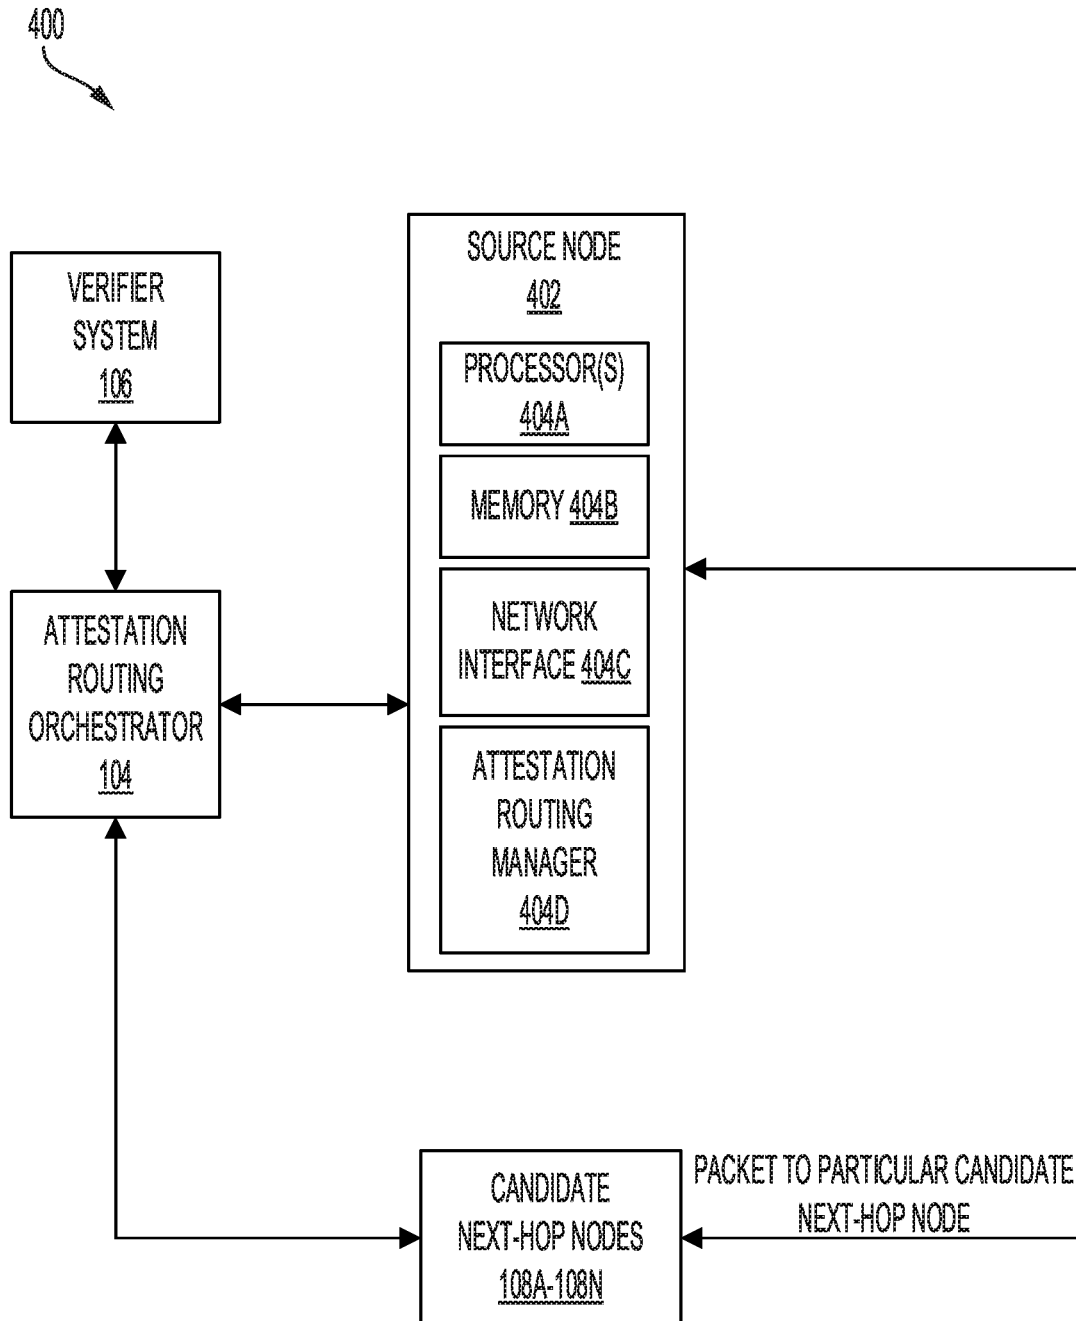 400
VERIFIER
SYSTEM
106
ATTESTATION
ROUTING
ORCHESTRATOR
104
SOURCE NODE
402
PROCESSOR(S)
404A
MEMORY 404B
NETWORK
INTERFACE 404C
ATTESTATION
ROUTING
MANAGER
404D
CANDIDATE
NEXT-HOP NODES
108A-108N
PACKET TO PARTICULAR CANDIDATE
NEXT-HOP NODE